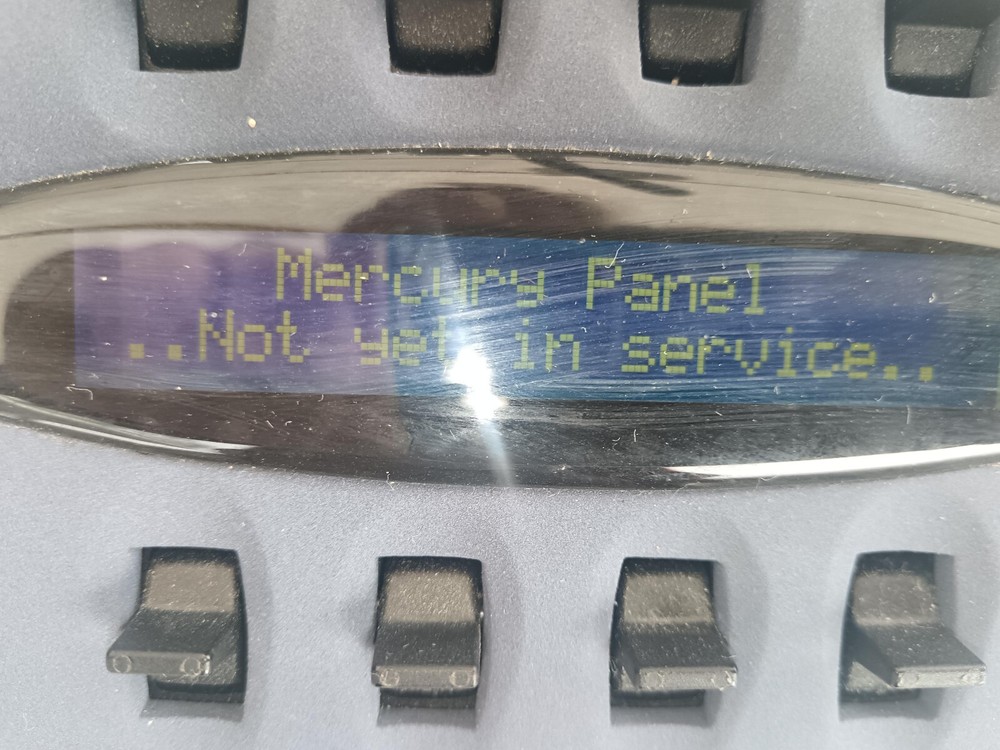 Mercury Panel
..Not yet in service..